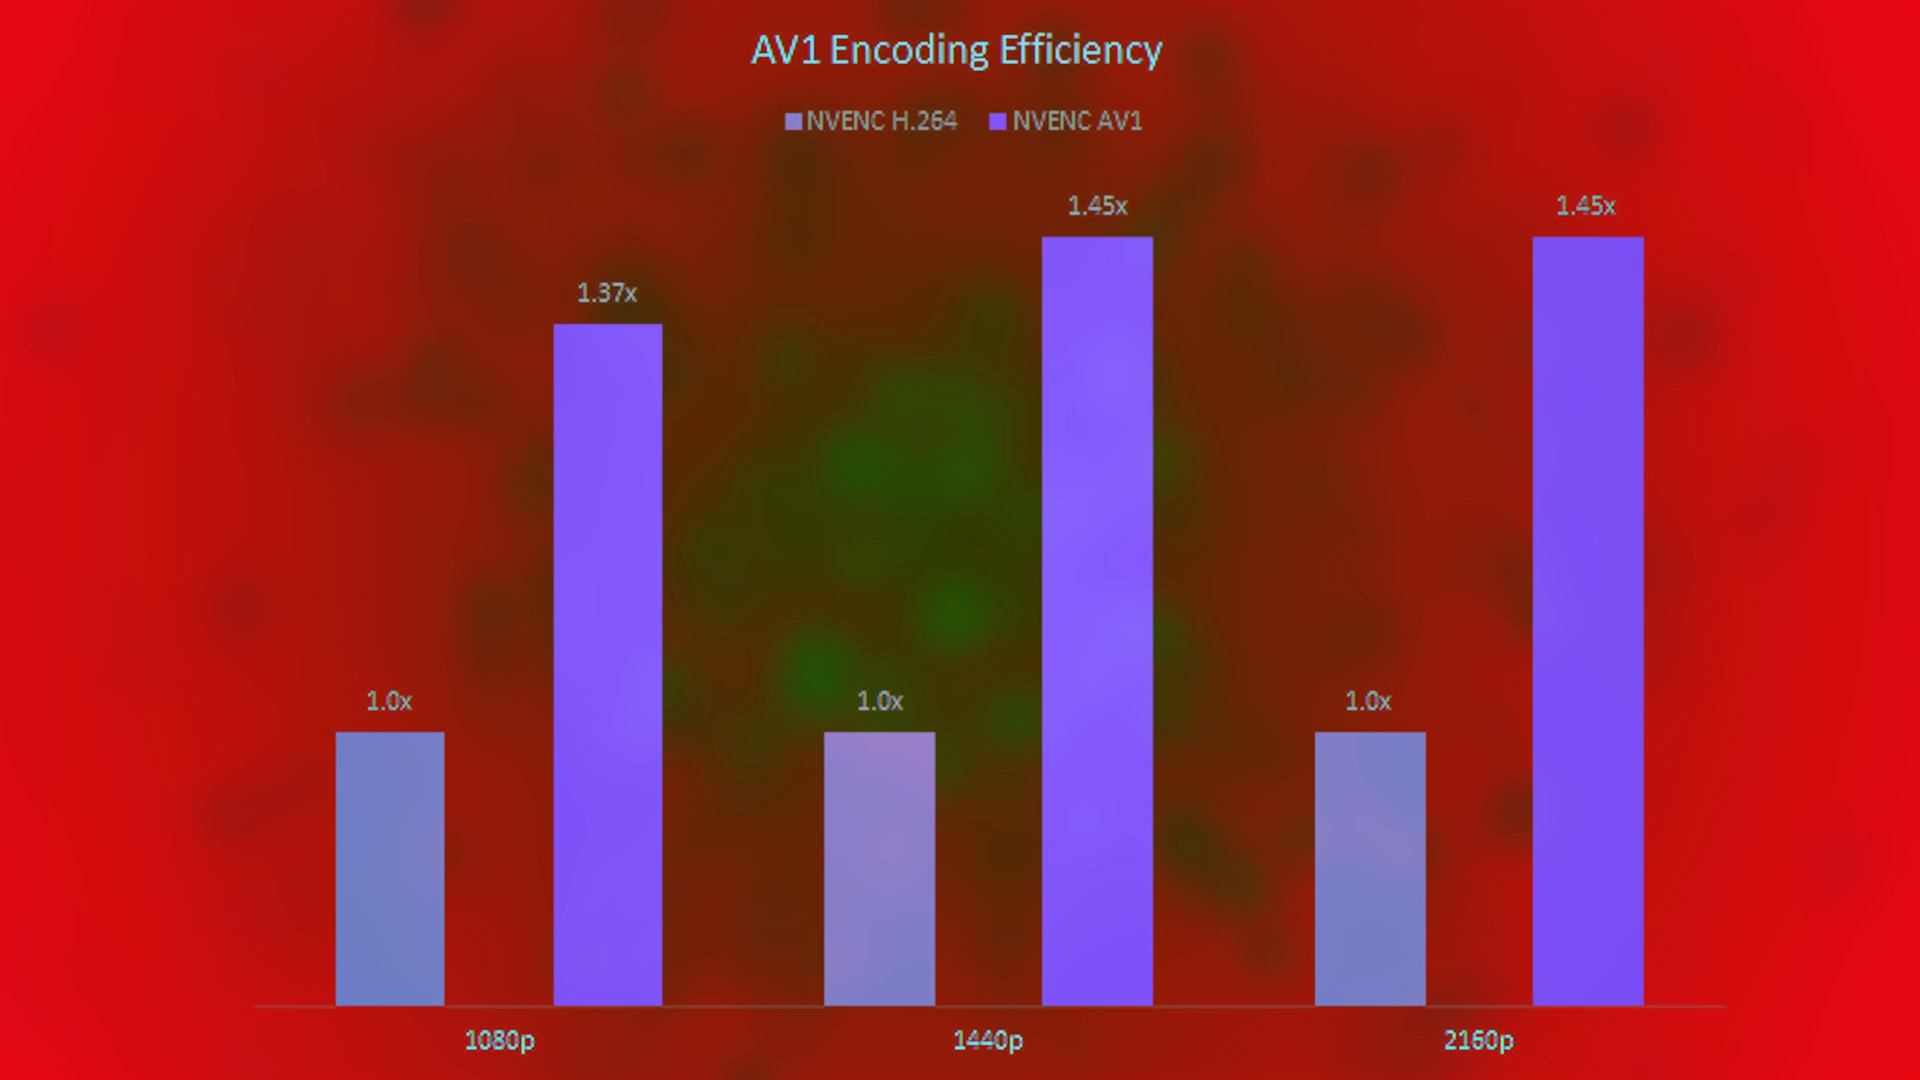 AV1 Encoding Efficiency
NVENC H.264 NVENC AV1
1.45x 1.45x
1.37x
1.0x 1.0x 1.0x
1080p 1440p 2160p